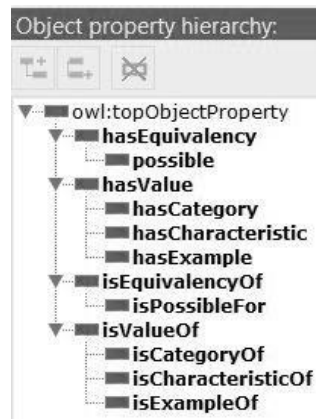 Object property hierarchy:
owl:topObjectProperty
hasEquivalency
possible
hasValue
hasCategory
hasCharacteristic
hasExample
isEquivalencyOf
isPossibleFor
isValueOf
isCategoryOf
isCharacteristicOf
isExampleOf